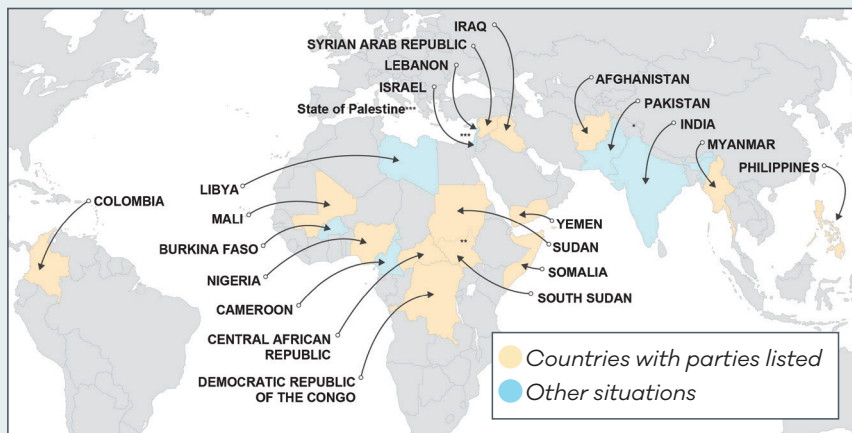 IRAQ
SYRIAN ARAB REPUBLIC
LEBANON
ISRAEL
State of Palestine***
***
AFGHANISTAN
PAKISTAN
*
INDIA
MYANMAR
PHILIPPINES
COLOMBIA
LIBYA
MALI
BURKINA FASO
NIGERIA
CAMEROON
CENTRAL AFRICAN
REPUBLIC
DEMOCRATIC REPUBLIC
OF THE CONGO
YEMEN
SUDAN
**
SOMALIA
SOUTH SUDAN
Countries with parties listed
Other situations